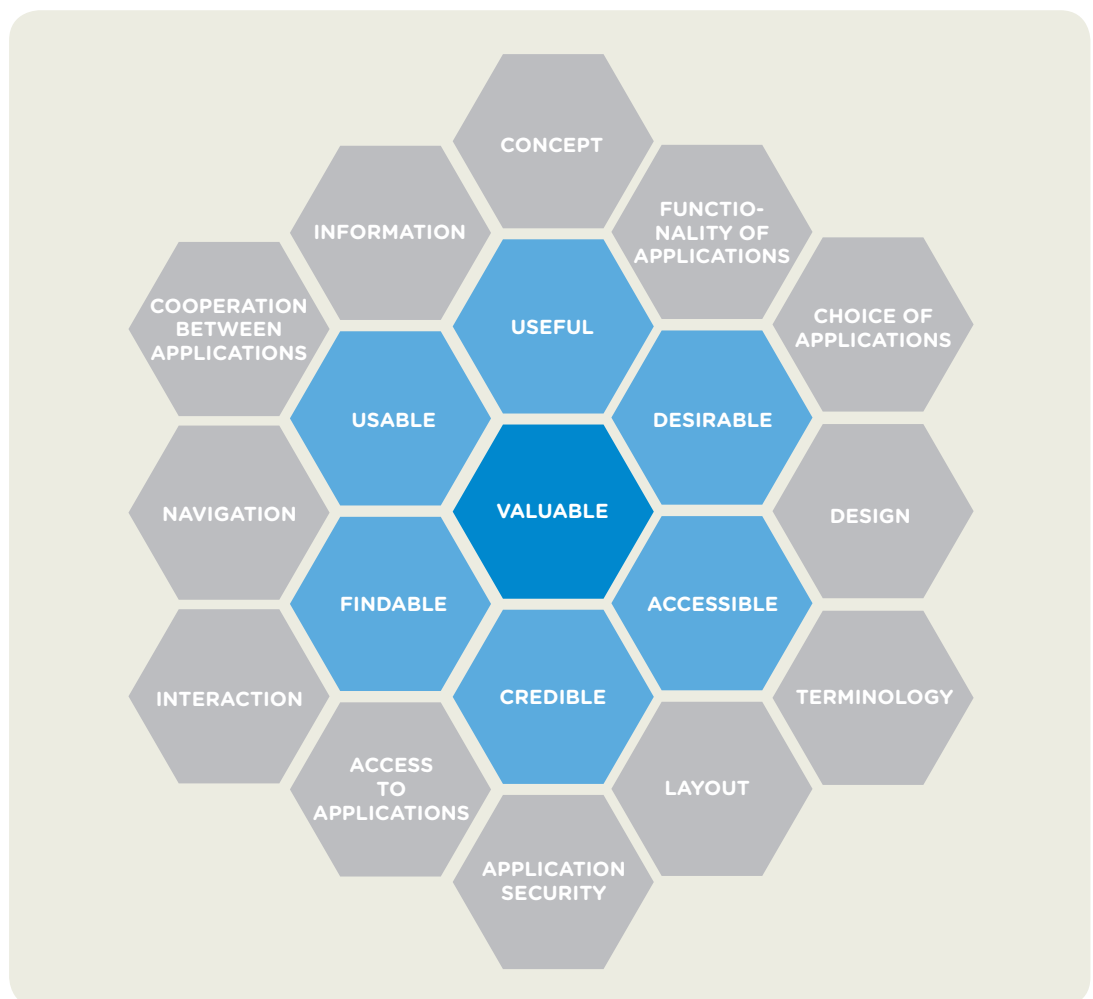 CONCEPT
INFORMATION
FUNCTIO-
NALITY OF
APPLICATIONS
COOPERATION
BETWEEN
APPLICATIONS
USEFUL
CHOICE OF
APPLICATIONS
USABLE
DESIRABLE
NAVIGATION
VALUABLE
DESIGN
FINDABLE
ACCESSIBLE
INTERACTION
CREDIBLE
TERMINOLOGY
ACCESS
TO
APPLICATIONS
LAYOUT
APPLICATION
SECURITY